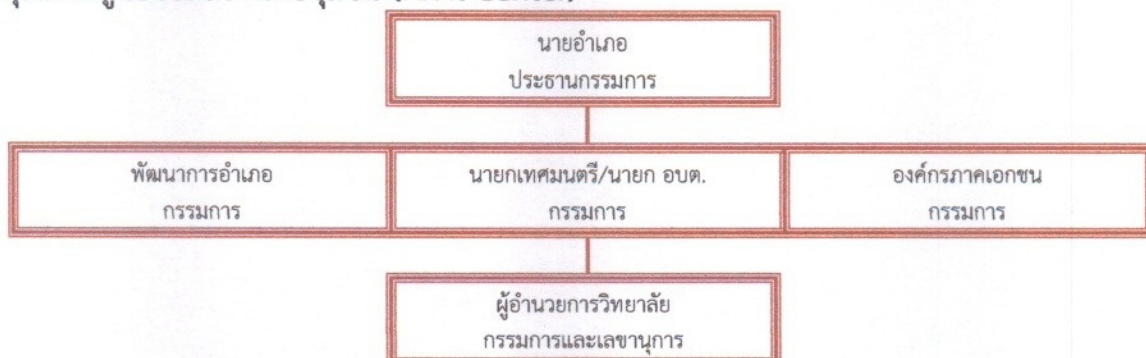 นายอำเภอ
ประธานกรรมการ
พัฒนาการอำเภอ
กรรมการ
นายกเทศมนตรี/นายก อบต.
กรรมการ
องค์กรภาคเอกชน
กรรมการ
ผู้อำนวยการวิทยาลัย
กรรมการและเลขานุการ